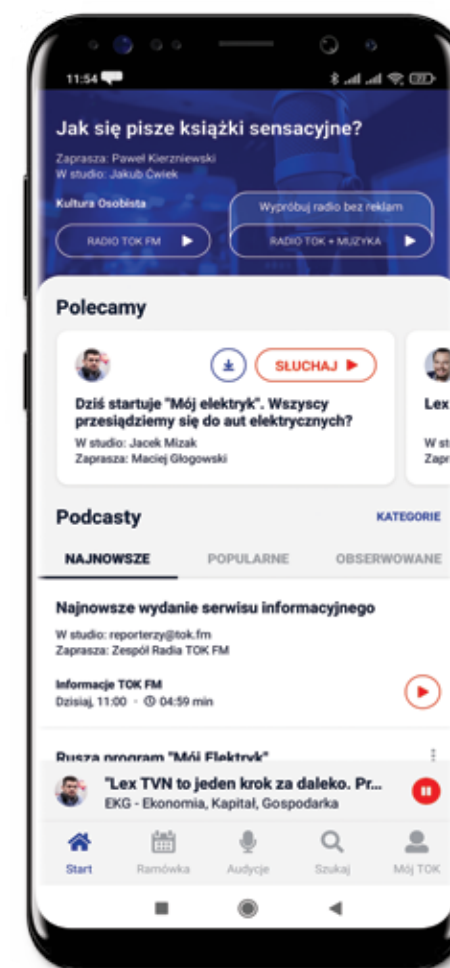 11:54
Jak się pisze książki sensacyjne?
Zaprasza: Paweł Kierzniewski
W studio: Jakub Ćwiek
Kultura Osobista
Wypróbuj radio bez reklam
RADIO TOK FM
RADIO TOK + MUZYKA
Polecamy
SŁUCHAJ
Dziś startuje "Mój elektryk". Wszyscy
przesiądziemy się do aut elektrycznych?
W studio: Jacek Mizak
Zaprasza: Maciej Głogowski
Lex
W st
Zapr
Podcasty
KATEGORIE
NAJNOWSZE
POPULARNE
OBSERWOWANE
Najnowsze wydanie serwisu informacyjnego
W studio: reporterzy@tok.fm
Zaprasza: Zespół Radia TOK FM
Informacje TOK FM
Dzisiaj, 11:00 · 04:59 min
Rusza program "Mój Elektryk"
"Lex TVN to jeden krok za daleko. Pr...
EKG - Ekonomia, Kapitał, Gospodarka
Start
Ramówka
Audycje
Szukaj
Mój TOK